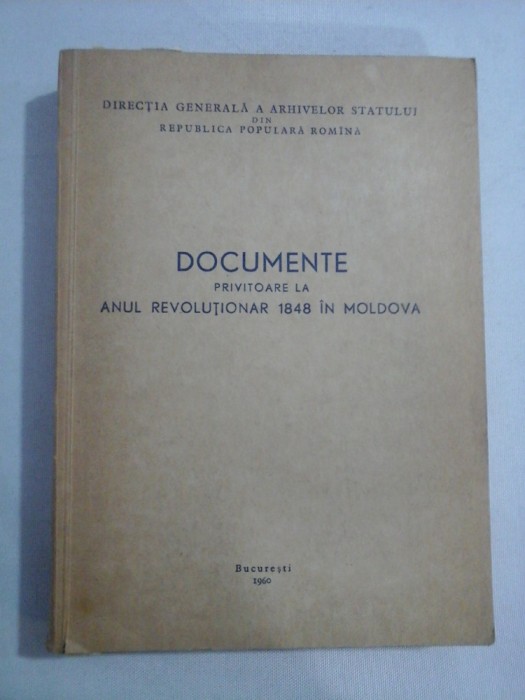 DIRECȚIA GENERALĂ A ARHIVELOR STATULUI
DIN
REPUBLICA POPULARĂ ROMÎNĂ
DOCUMENTE
PRIVITOARE LA
ANUL REVOLUȚIONAR 1848 ÎN MOLDOVA
București
1960